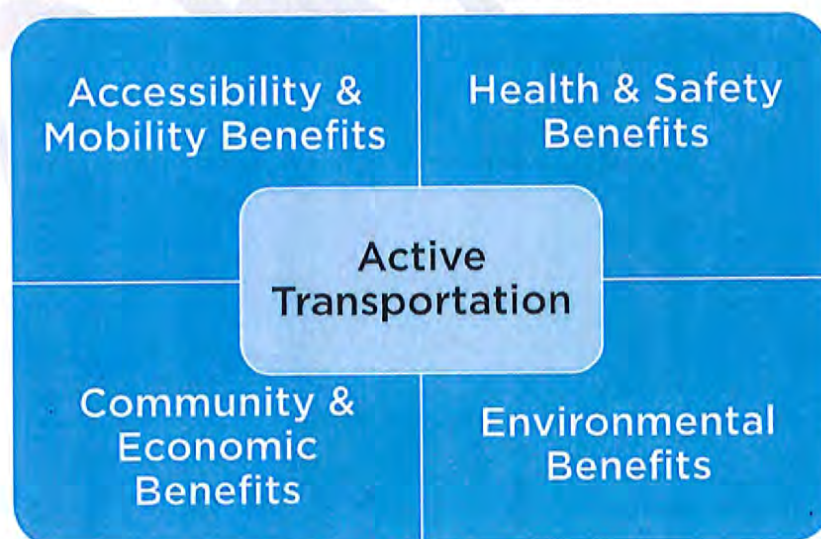 Accessibility &
Mobility Benefits
Health & Safety
Benefits
Active
Transportation
Community &
Economic
Benefits
Environmental
Benefits